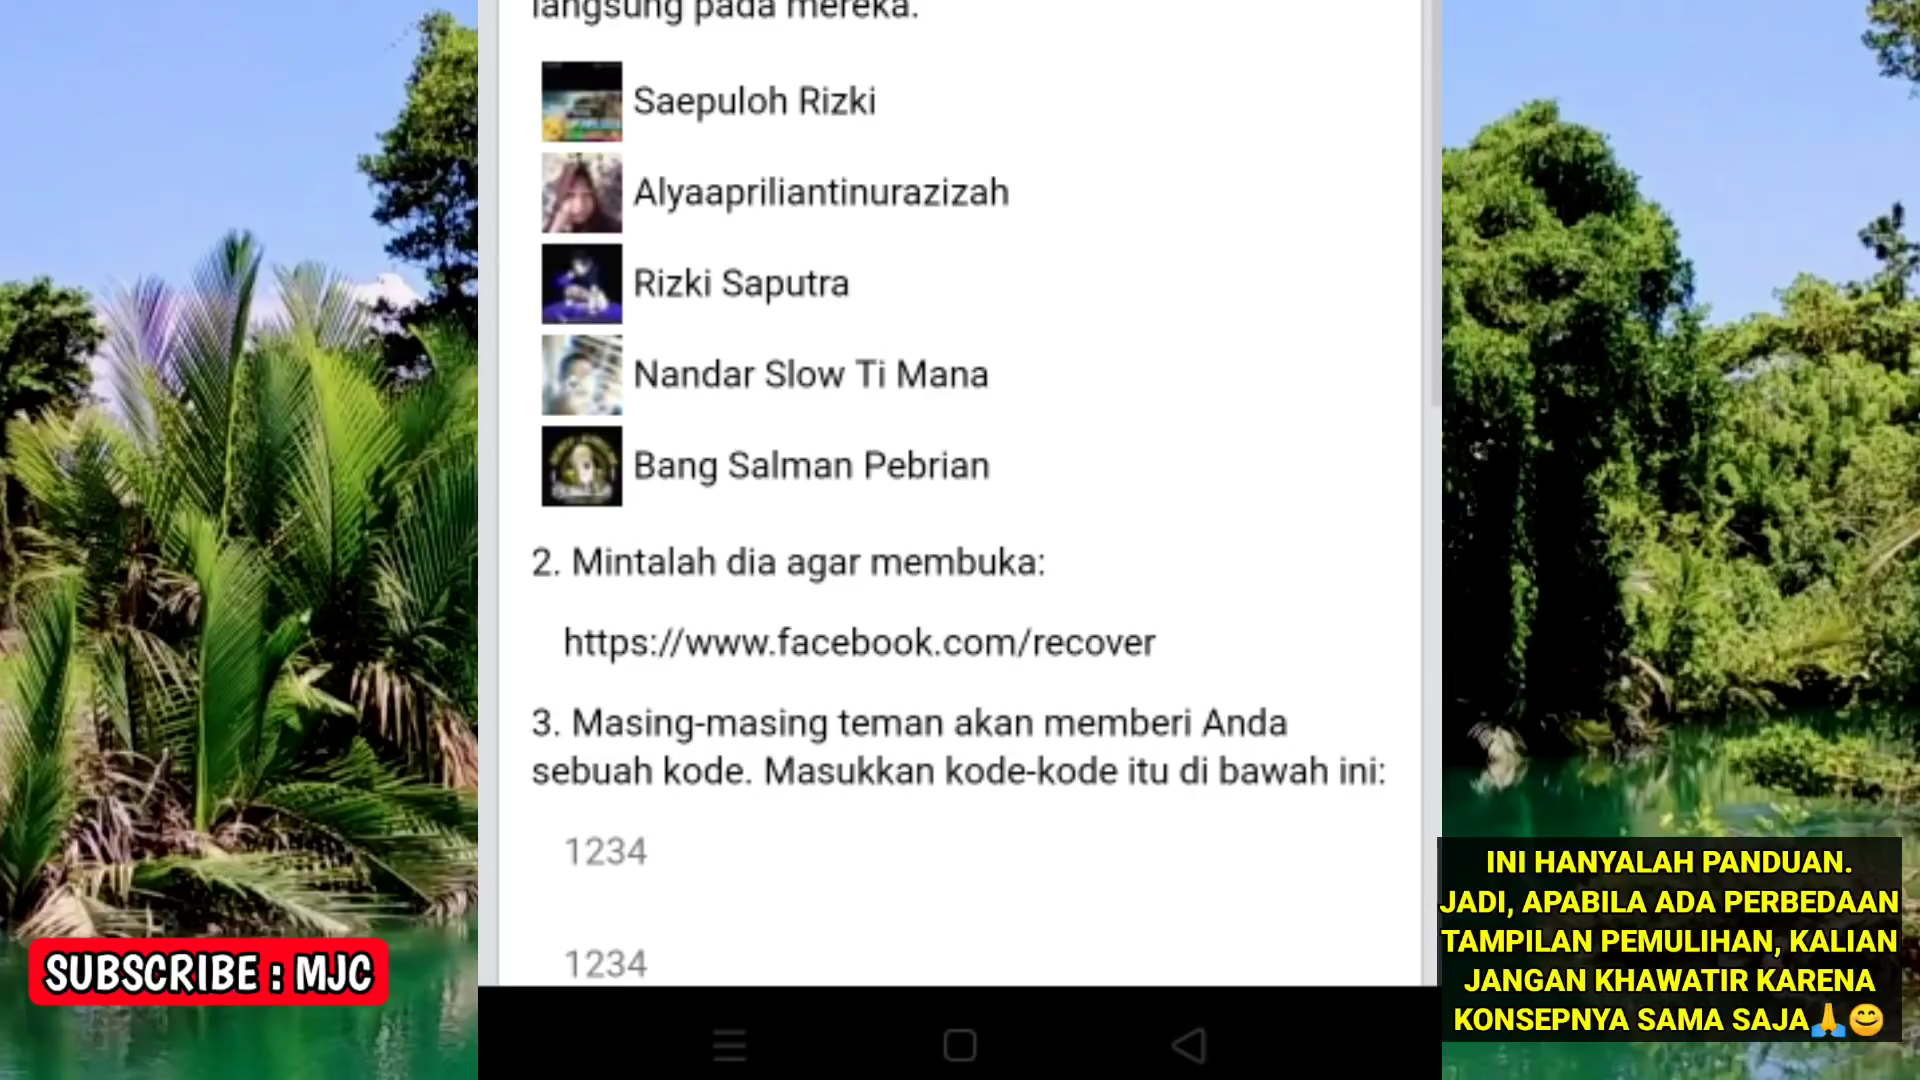 langsung pada mereka.
Saepuloh Rizki
Alyaapriliantinurazizah
Rizki Saputra
Nandar Slow Ti Mana
Bang Salman Pebrian
2. Mintalah dia agar membuka:
https://www.facebook.com/recover
3. Masing-masing teman akan memberi Anda
sebuah kode. Masukkan kode-kode itu di bawah ini:
1234
1234
SUBSCRIBE : MJC
INI HANYALAH PANDUAN.
JADI, APABILA ADA PERBEDAAN
TAMPILAN PEMULIHAN, KALIAN
JANGAN KHAWATIR KARENA
KONSEPNYA SAMA SAJA🙏😊